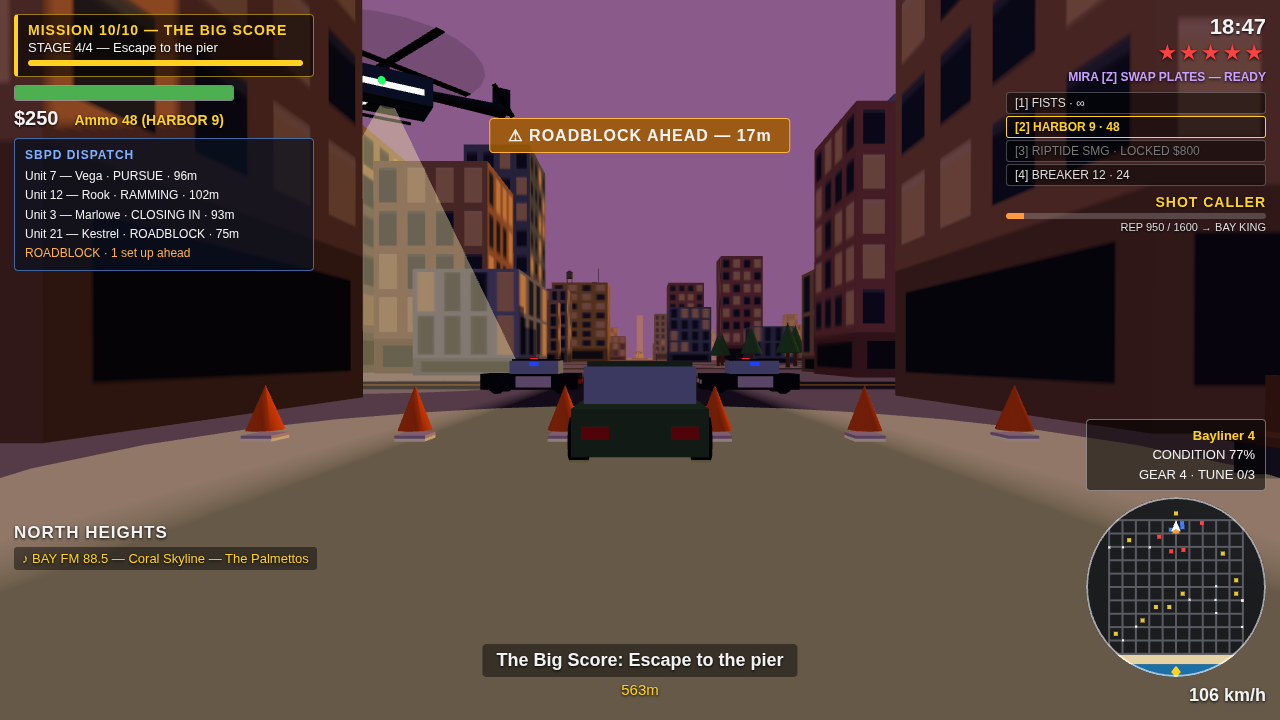 MISSION 10/10 — THE BIG SCORE
STAGE 4/4 — Escape to the pier
$250 Ammo 48 (HARBOR 9)
SBPD DISPATCH
Unit 7 — Vega · PURSUE · 96m
Unit 12 — Rook · RAMMING · 102m
Unit 3 — Marlowe · CLOSING IN · 93m
Unit 21 — Kestrel · ROADBLOCK · 75m
ROADBLOCK · 1 set up ahead
⚠ ROADBLOCK AHEAD — 17m
18:47
★★★★★
MIRA [Z] SWAP PLATES — READY
[1] FISTS · ∞
[2] HARBOR 9 · 48
[3] RIPTIDE SMG · LOCKED $800
[4] BREAKER 12 · 24
SHOT CALLER
REP 950 / 1600 → BAY KING
Bayliner 4
CONDITION 77%
GEAR 4 · TUNE 0/3
NORTH HEIGHTS
♪ BAY FM 88.5 — Coral Skyline — The Palmettos
The Big Score: Escape to the pier
563m
106 km/h